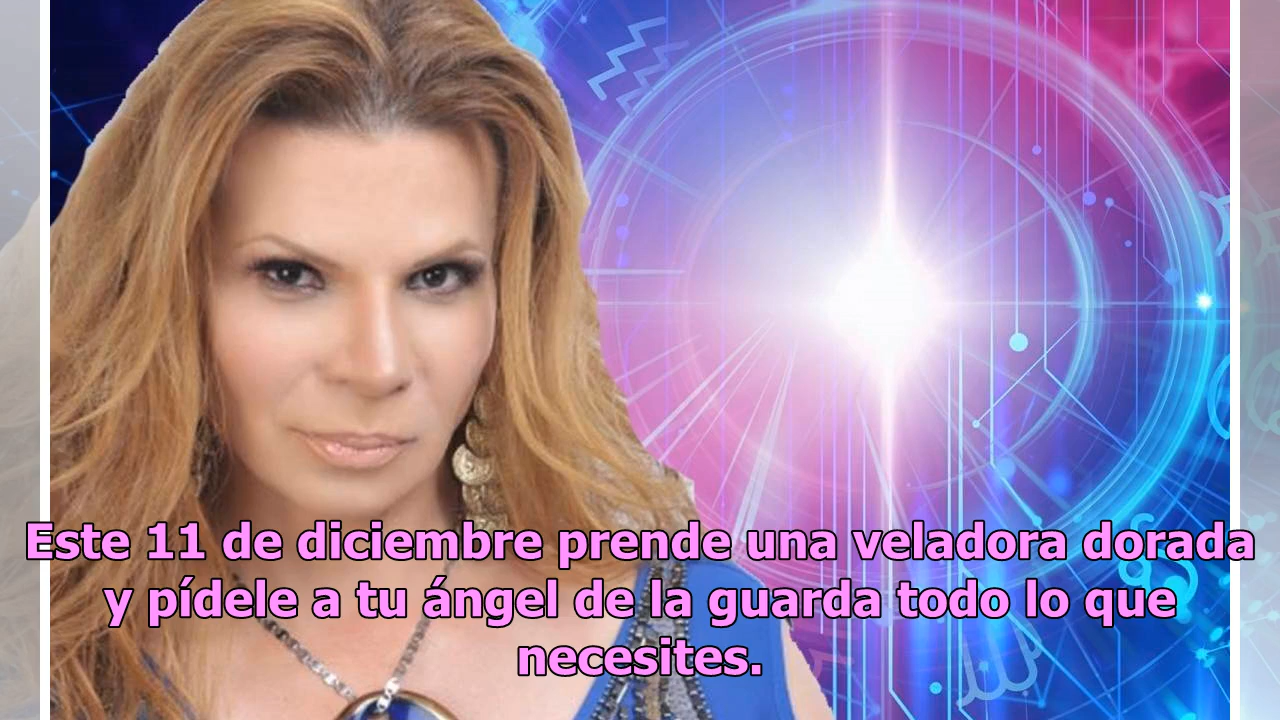 Este 11 de diciembre prende una veladora dorada
y pídele a tu ángel de la guarda todo lo que
necesites.